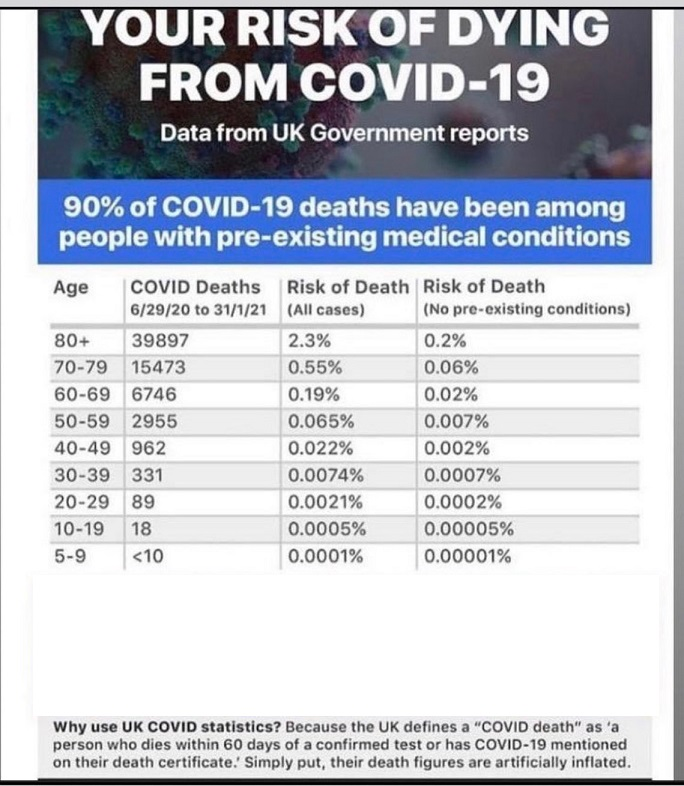 YOUR RISK OF DYING
FROM COVID-19
Data from UK Government reports
90% of COVID-19 deaths have been among
people with pre-existing medical conditions
Age COVID Deaths Risk of Death Risk of Death
6/29/20 to 31/1/21 (All cases) (No pre-existing conditions)
80+ 39897 2.3% 0.2%
70-79 15473 0.55% 0.06%
60-69 6746 0.19% 0.02%
50-59 2955 0.065% 0.007%
40-49 962 0.022% 0.002%
30-39 331 0.0074% 0.0007%
20-29 89 0.0021% 0.0002%
10-19 18 0.0005% 0.00005%
5-9 <10 0.0001% 0.00001%
Why use UK COVID statistics? Because the UK defines a "COVID death" as 'a
person who dies within 60 days of a confirmed test or has COVID-19 mentioned
on their death certificate.' Simply put, their death figures are artificially inflated.